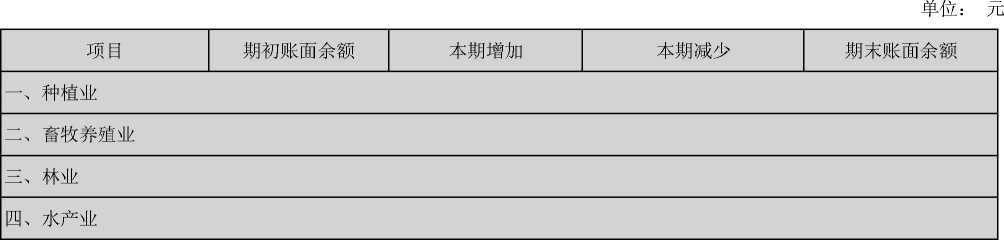 单位： 元
项目 期初账面余额 本期增加 本期减少 期末账面余额
一、种植业
二、畜牧养殖业
三、林业
四、水产业